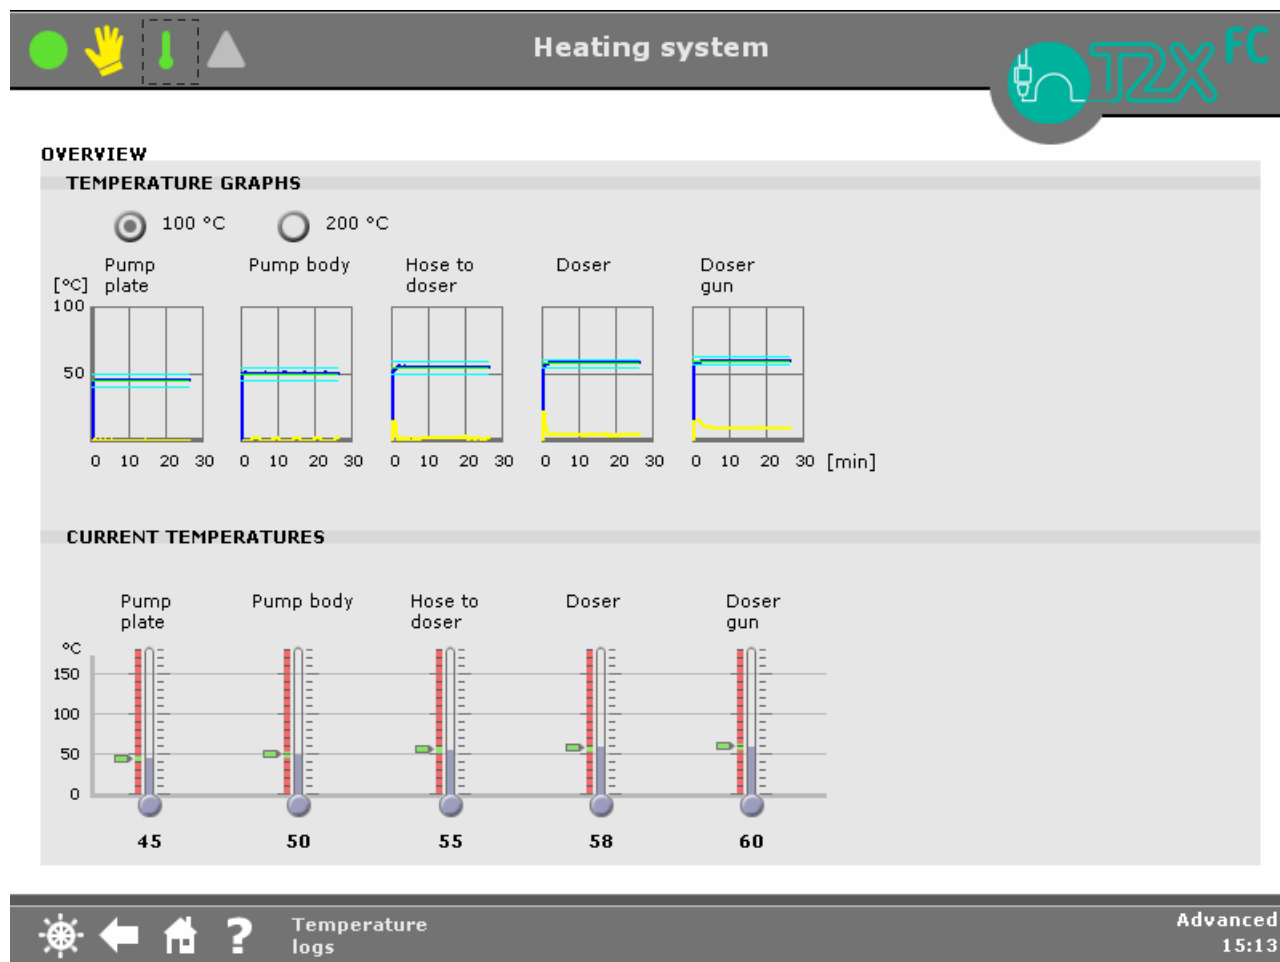 Heating system
T2X FC
OVERVIEW
TEMPERATURE GRAPHS
100 °C 200 °C
Pump plate
Pump body
Hose to doser
Doser
Doser gun
[°C]
100
50
0 10 20 30 0 10 20 30 0 10 20 30 0 10 20 30 0 10 20 30 [min]
CURRENT TEMPERATURES
Pump plate
Pump body
Hose to doser
Doser
Doser gun
°C
150
100
50
0
45 50 55 58 60
?
Temperature
logs
Advanced
15:13